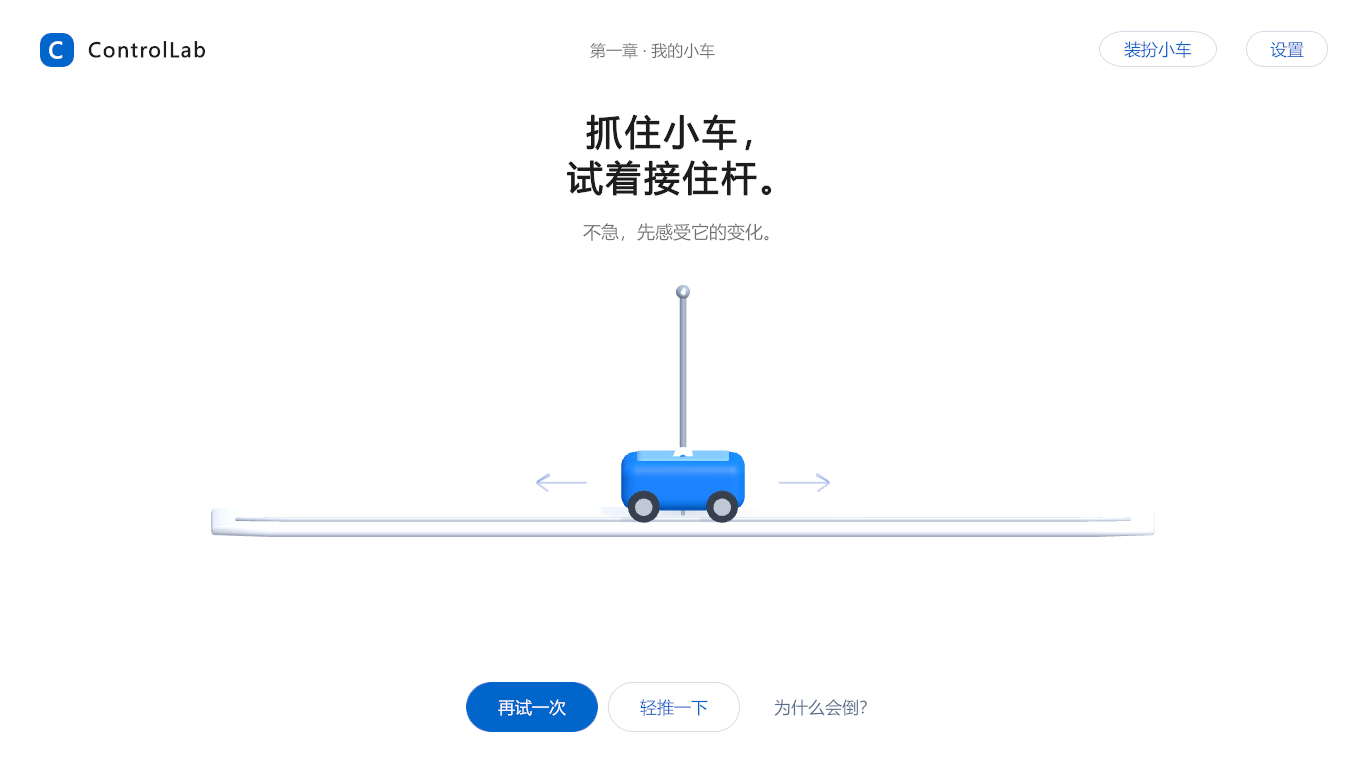 C ControlLab
第一章 · 我的小车
装扮小车
设置
抓住小车，
试着接住杆。
不急，先感受它的变化。
再试一次
轻推一下
为什么会倒？